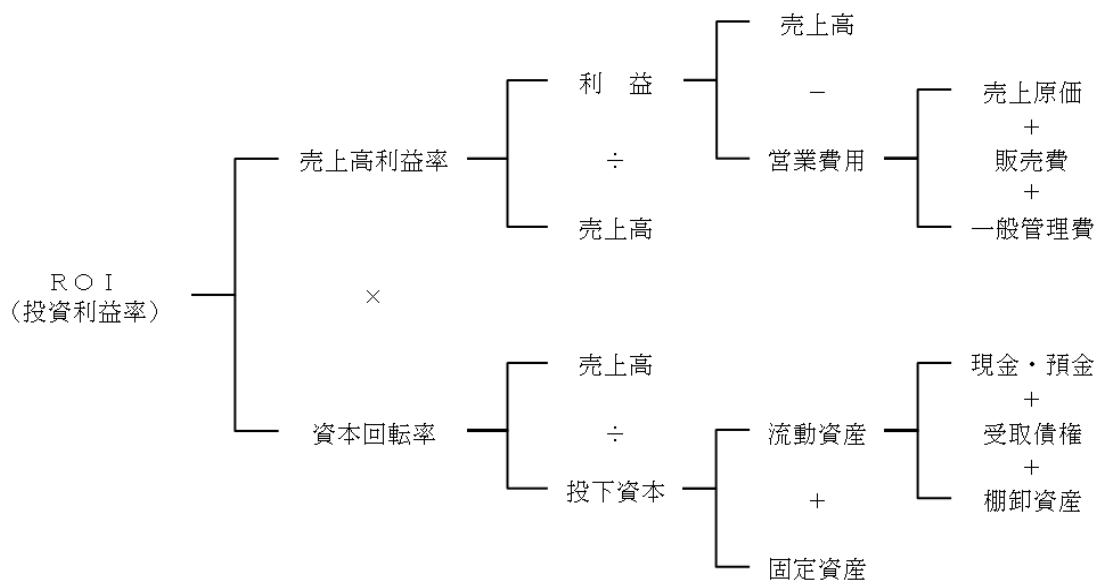 売上高
利　益
－
売上原価
＋
売上高利益率
÷
営業費用
販売費
＋
売上高
一般管理費
ＲＯＩ
（投資利益率）
×
売上高
現金・預金
＋
資本回転率
÷
流動資産
受取債権
＋
投下資本
＋
棚卸資産
固定資産